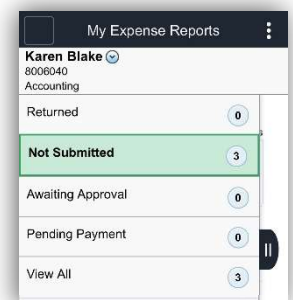 My Expense Reports
Karen Blake
8006040
Accounting
Returned 0
Not Submitted 3
Awaiting Approval 0
Pending Payment 0
View All 3